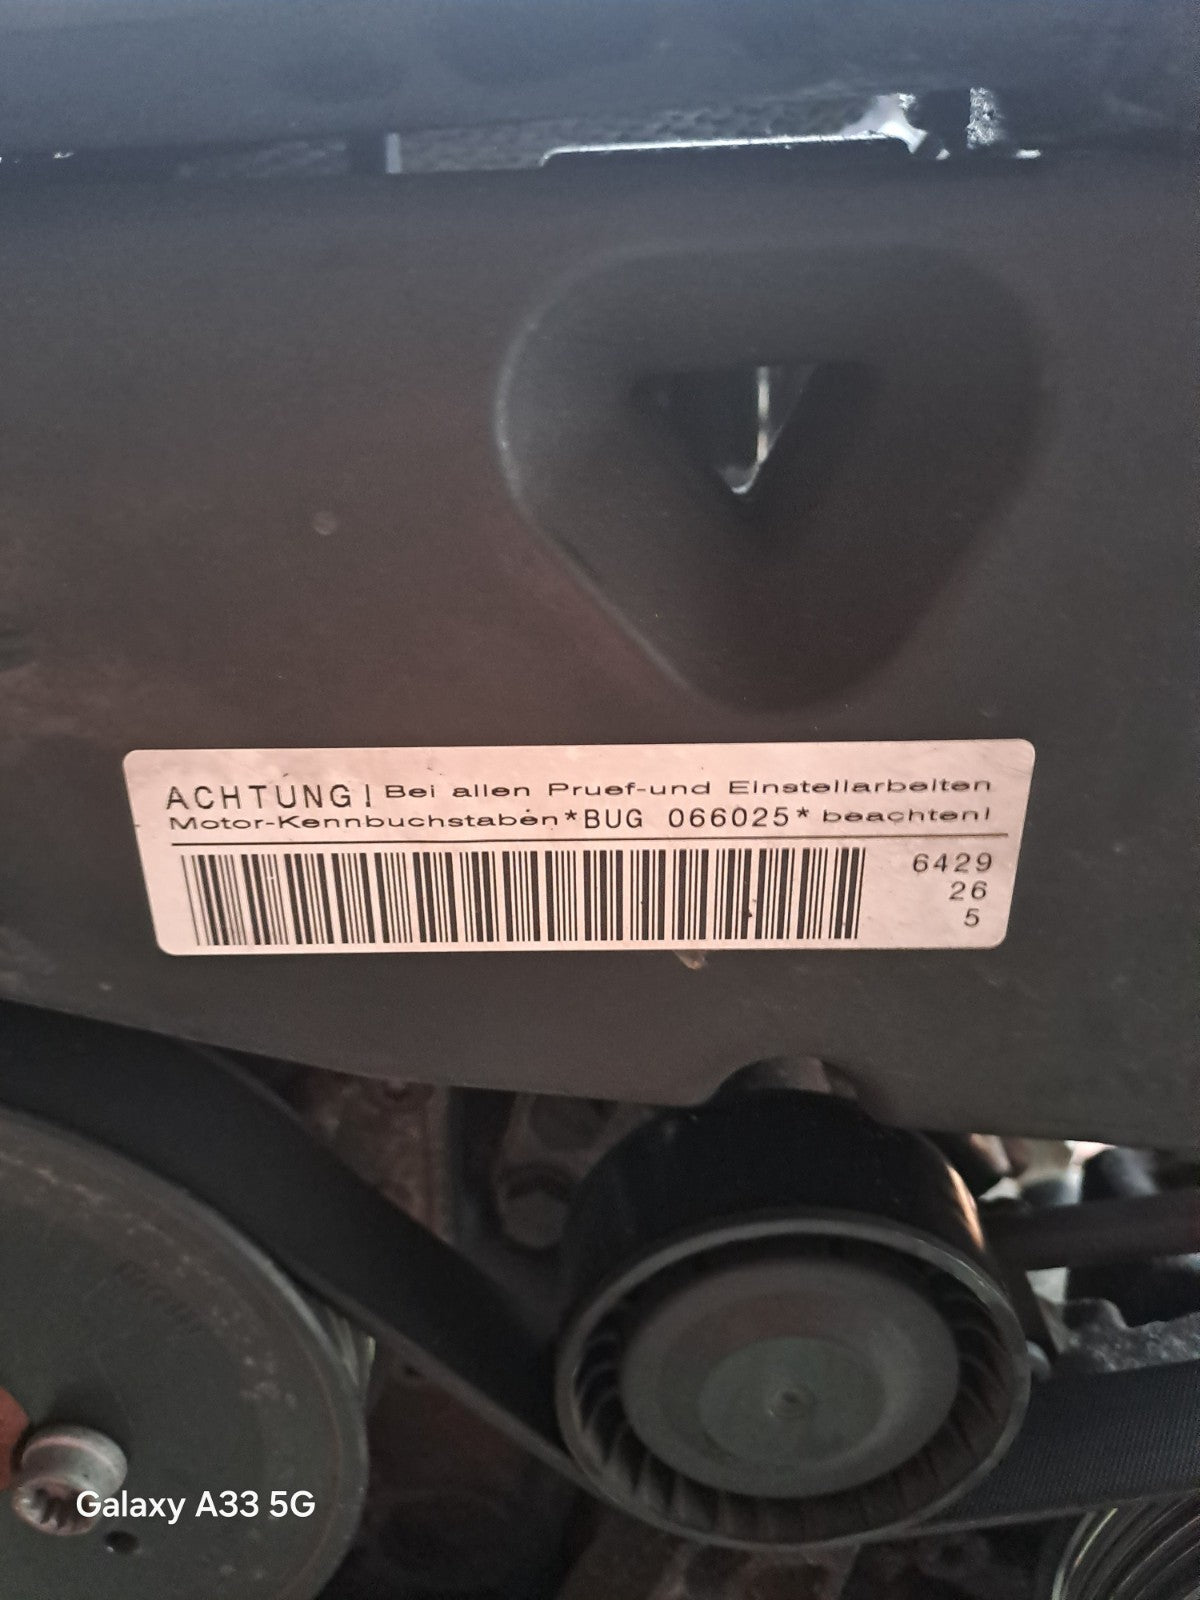 ACHTUNG! Bei allen Pruef-und Einstellarbeiten
Motor-Kennbuchstaben*BUG 066025* beachten!
6429
26
5
Galaxy A33 5G